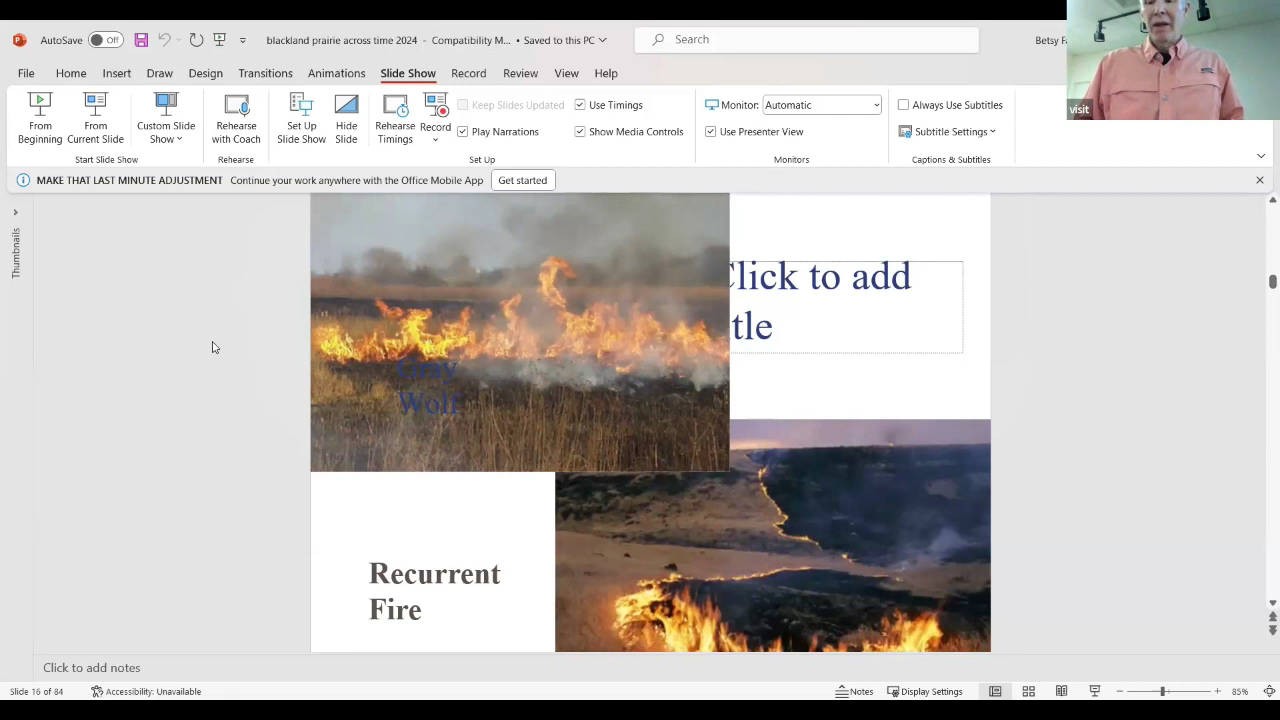 AutoSave Off blackland prairie across time 2024 - Compatibility M... • Saved to this PC Search Betsy
File Home Insert Draw Design Transitions Animations Slide Show Record Review View Help
visit
From Beginning
From Current Slide
Custom Slide Show
Rehearse with Coach
Set Up Slide Show
Hide Slide
Rehearse Timings
Record
Keep Slides Updated
Play Narrations
Use Timings
Show Media Controls
Monitor: Automatic
Use Presenter View
Always Use Subtitles
Subtitle Settings
Start Slide Show Rehearse Set Up Monitors Captions & Subtitles
MAKE THAT LAST MINUTE ADJUSTMENT Continue your work anywhere with the Office Mobile App Get started
Thumbnails
Click to add
tle
Gray
Wolf
Recurrent
Fire
Click to add notes
Slide 16 of 84 Accessibility: Unavailable Notes Display Settings 85%